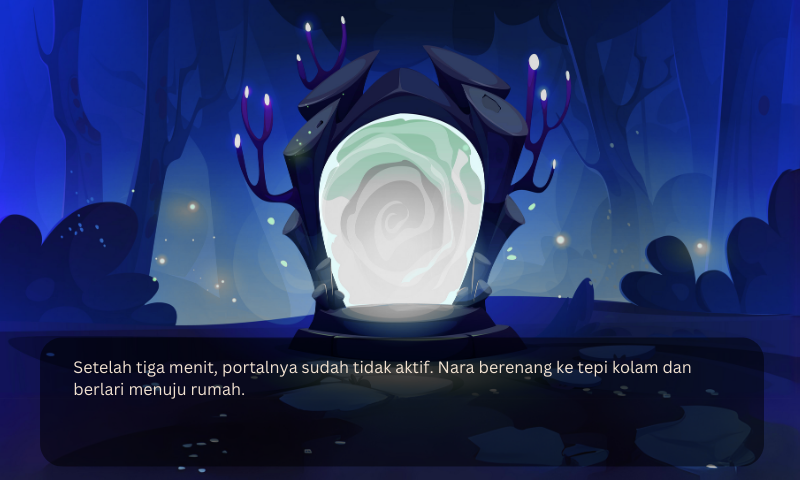 Setelah tiga menit, portalnya sudah tidak aktif. Nara berenang ke tepi kolam dan
berlari menuju rumah.